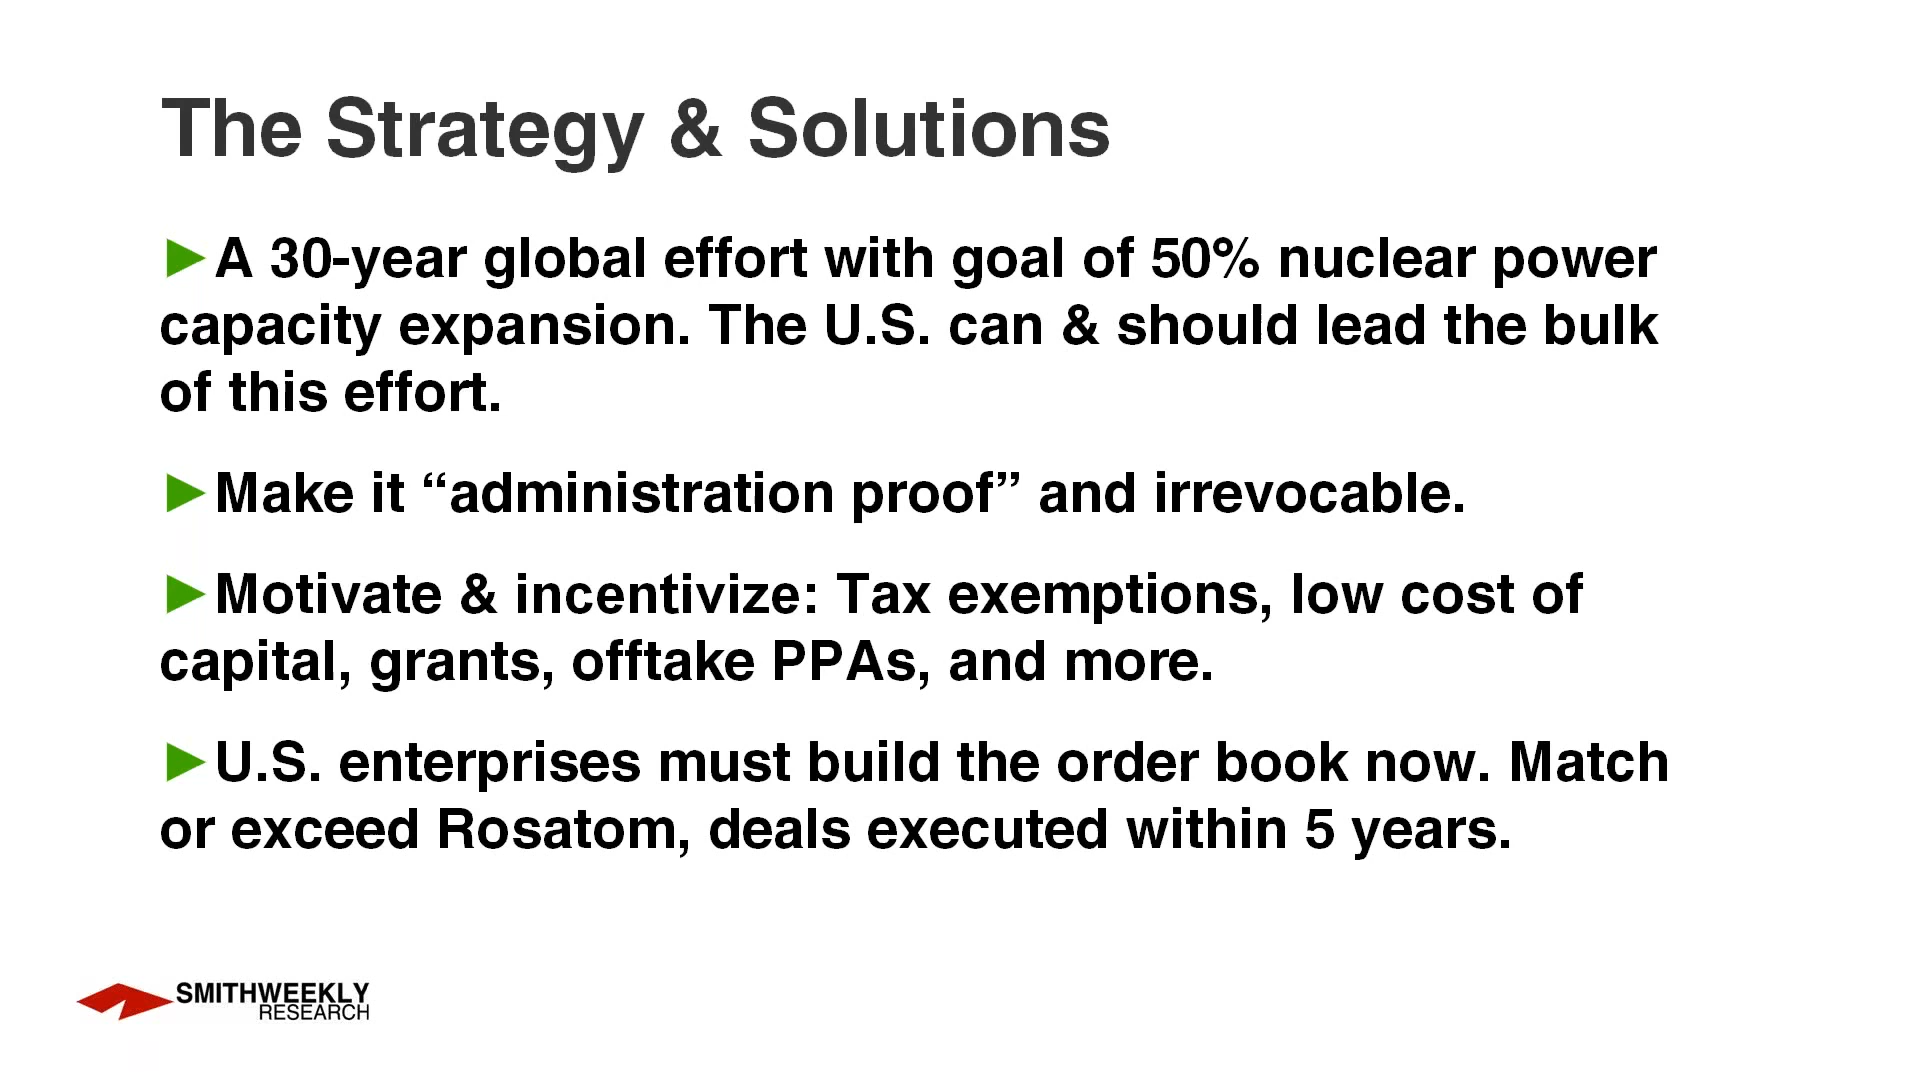 The Strategy & Solutions
►A 30-year global effort with goal of 50% nuclear power
capacity expansion. The U.S. can & should lead the bulk
of this effort.
►Make it “administration proof” and irrevocable.
►Motivate & incentivize: Tax exemptions, low cost of
capital, grants, offtake PPAs, and more.
►U.S. enterprises must build the order book now. Match
or exceed Rosatom, deals executed within 5 years.
SMITHWEEKLY
RESEARCH